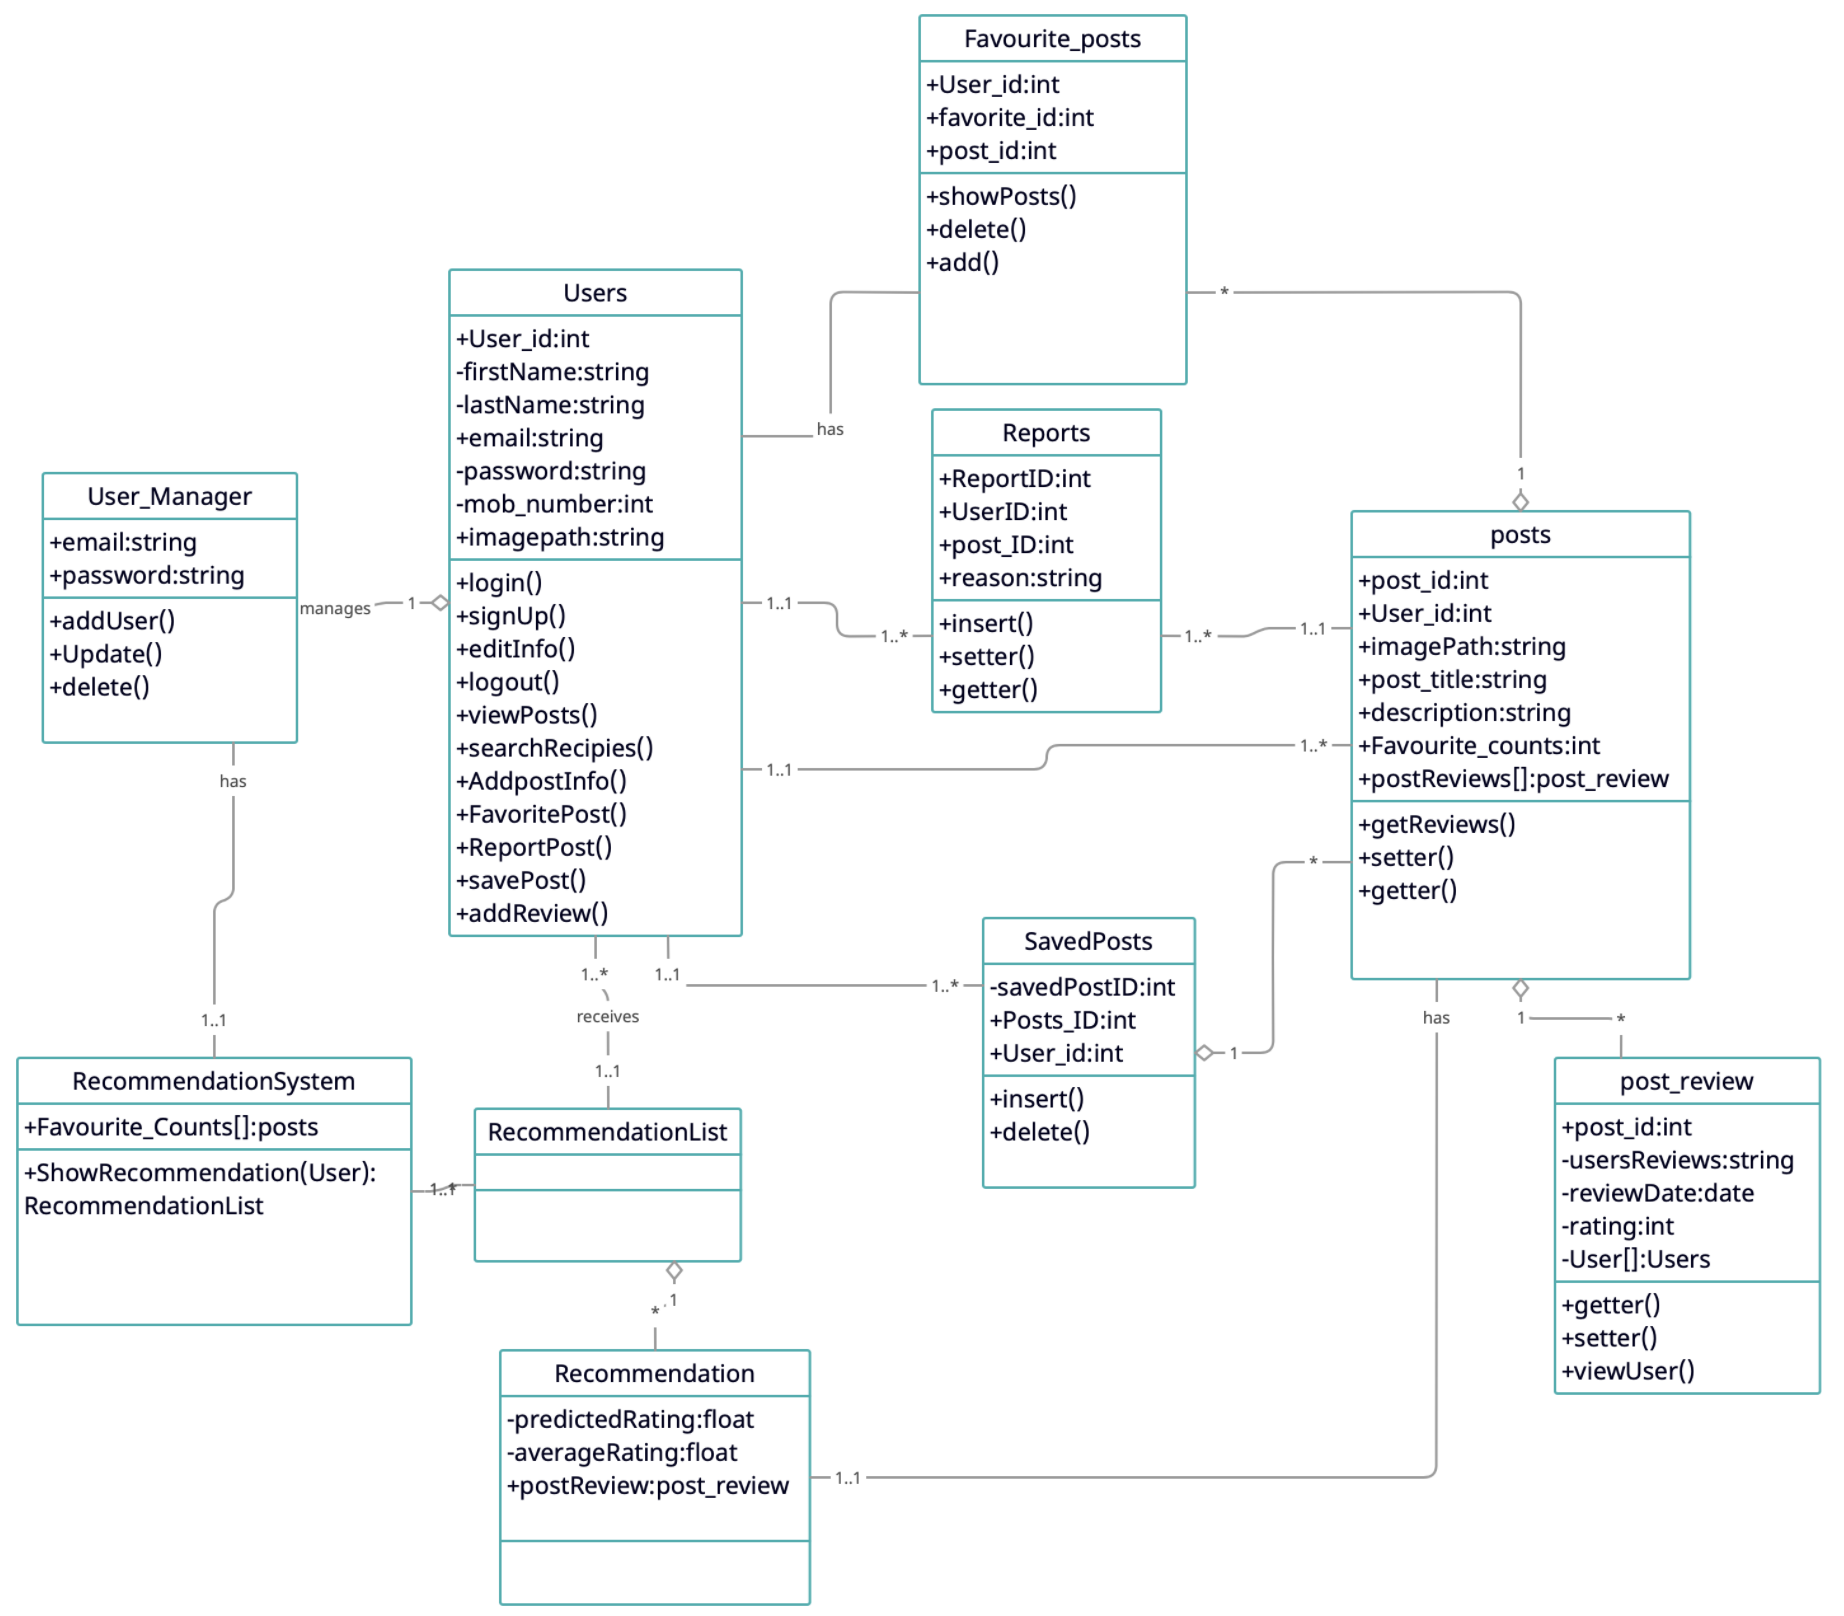 Favourite_posts
+User_id:int
+favorite_id:int
+post_id:int
+showPosts()
+delete()
+add()
*
1
has
Users
+User_id:int
-firstName:string
-lastName:string
+email:string
-password:string
-mob_number:int
+imagepath:string
+login()
+signUp()
+editInfo()
+logout()
+viewPosts()
+searchRecipies()
+AddpostInfo()
+FavoritePost()
+ReportPost()
+savePost()
+addReview()
User_Manager
+email:string
+password:string
+addUser()
+Update()
+delete()
manages
1
has
1..1
Reports
+ReportID:int
+UserID:int
+post_ID:int
+reason:string
+insert()
+setter()
+getter()
1..1
1..*
1..*
1..1
1..1
1..*
posts
+post_id:int
+User_id:int
+imagePath:string
+post_title:string
+description:string
+Favourite_counts:int
+postReviews[]:post_review
+getReviews()
+setter()
+getter()
*
1
SavedPosts
-savedPostID:int
+Posts_ID:int
+User_id:int
+insert()
+delete()
1..*
receives
1..1
1..1
1..*
has
1
*
RecommendationSystem
+Favourite_Counts[]:posts
+ShowRecommendation(User):
RecommendationList
RecommendationList
1
*
post_review
+post_id:int
-usersReviews:string
-reviewDate:date
-rating:int
-User[]:Users
+getter()
+setter()
+viewUser()
Recommendation
-predictedRating:float
-averageRating:float
+postReview:post_review
1..1